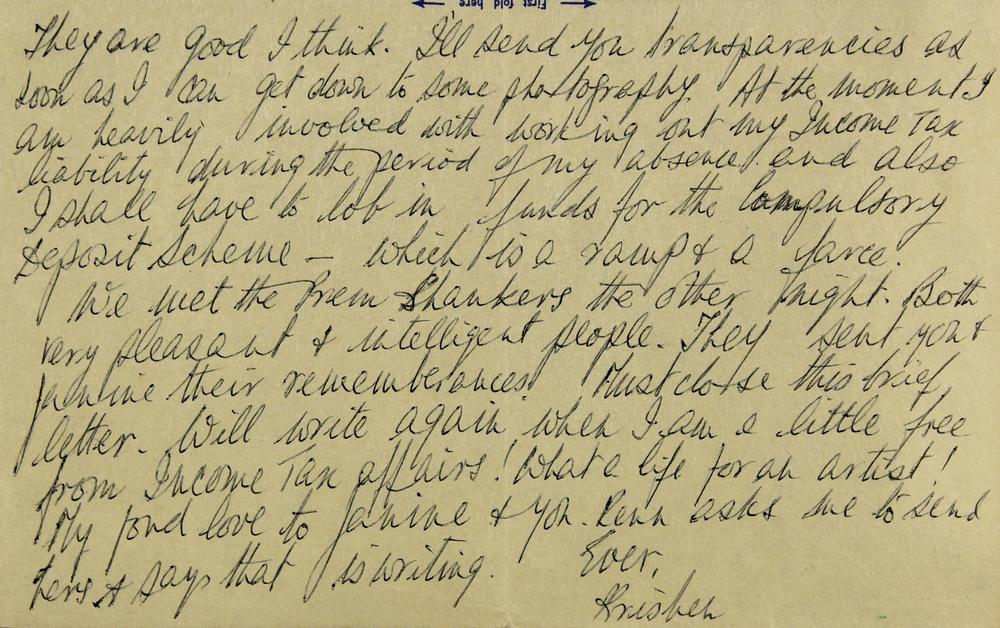 First fold here
They are good I think. I'll send you transparencies as
soon as I can get down to some photography. At the moment I
am heavily involved with working out my Income Tax
liability during the period of my absence and also
I shall have to lob in funds for the Compulsory
Deposit Scheme – which is a ramp & a farce.
We met the Prem Shankers the other night. Both
very pleasant & intelligent people. They sent you &
Janine their rememberances. Must close this brief
letter. Will write again when I am a little free
from Income Tax affairs! What a life for an artist!
My fond love to Janine & you. Renu asks me to send
hers & says that is writing. Ever,
Krishen